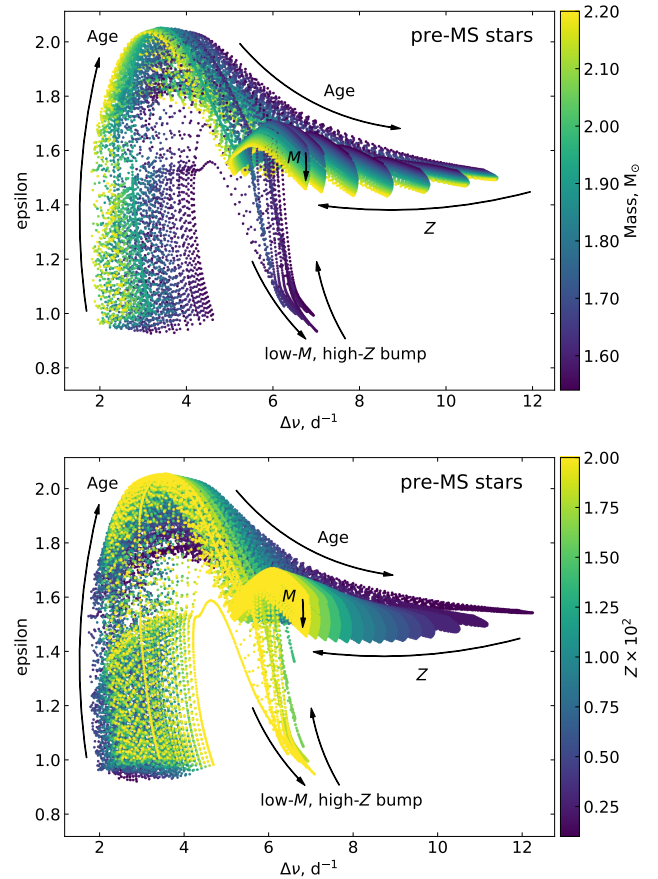 pre-MS stars
Age
Age
M
Z
low-M, high-Z bump
2.0
1.8
1.6
1.4
1.2
1.0
0.8
epsilon
2
4
6
8
10
12
Δν, d⁻¹
2.20
2.10
2.00
1.90
1.80
1.70
1.60
Mass, M☉
pre-MS stars
Age
Age
M
Z
low-M, high-Z bump
2.0
1.8
1.6
1.4
1.2
1.0
0.8
epsilon
2
4
6
8
10
12
Δν, d⁻¹
2.00
1.75
1.50
1.25
1.00
0.75
0.50
0.25
Z × 10²